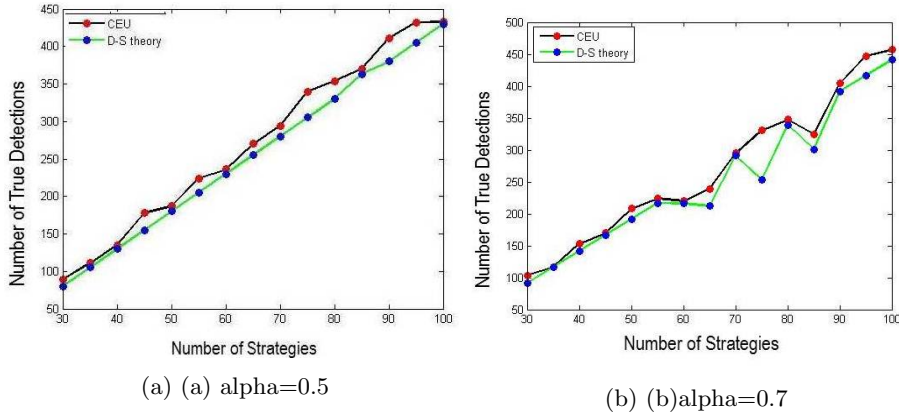 450
400
350
300
250
200
150
100
50
30 40 50 60 70 80 90 100
Number of True Detections
Number of Strategies
CEU
D-S theory
(a) (a) alpha=0.5
500
450
400
350
300
250
200
150
100
50
30 40 50 60 70 80 90 100
Number of True Detections
Number of Strategies
CEU
D-S theory
(b) (b)alpha=0.7